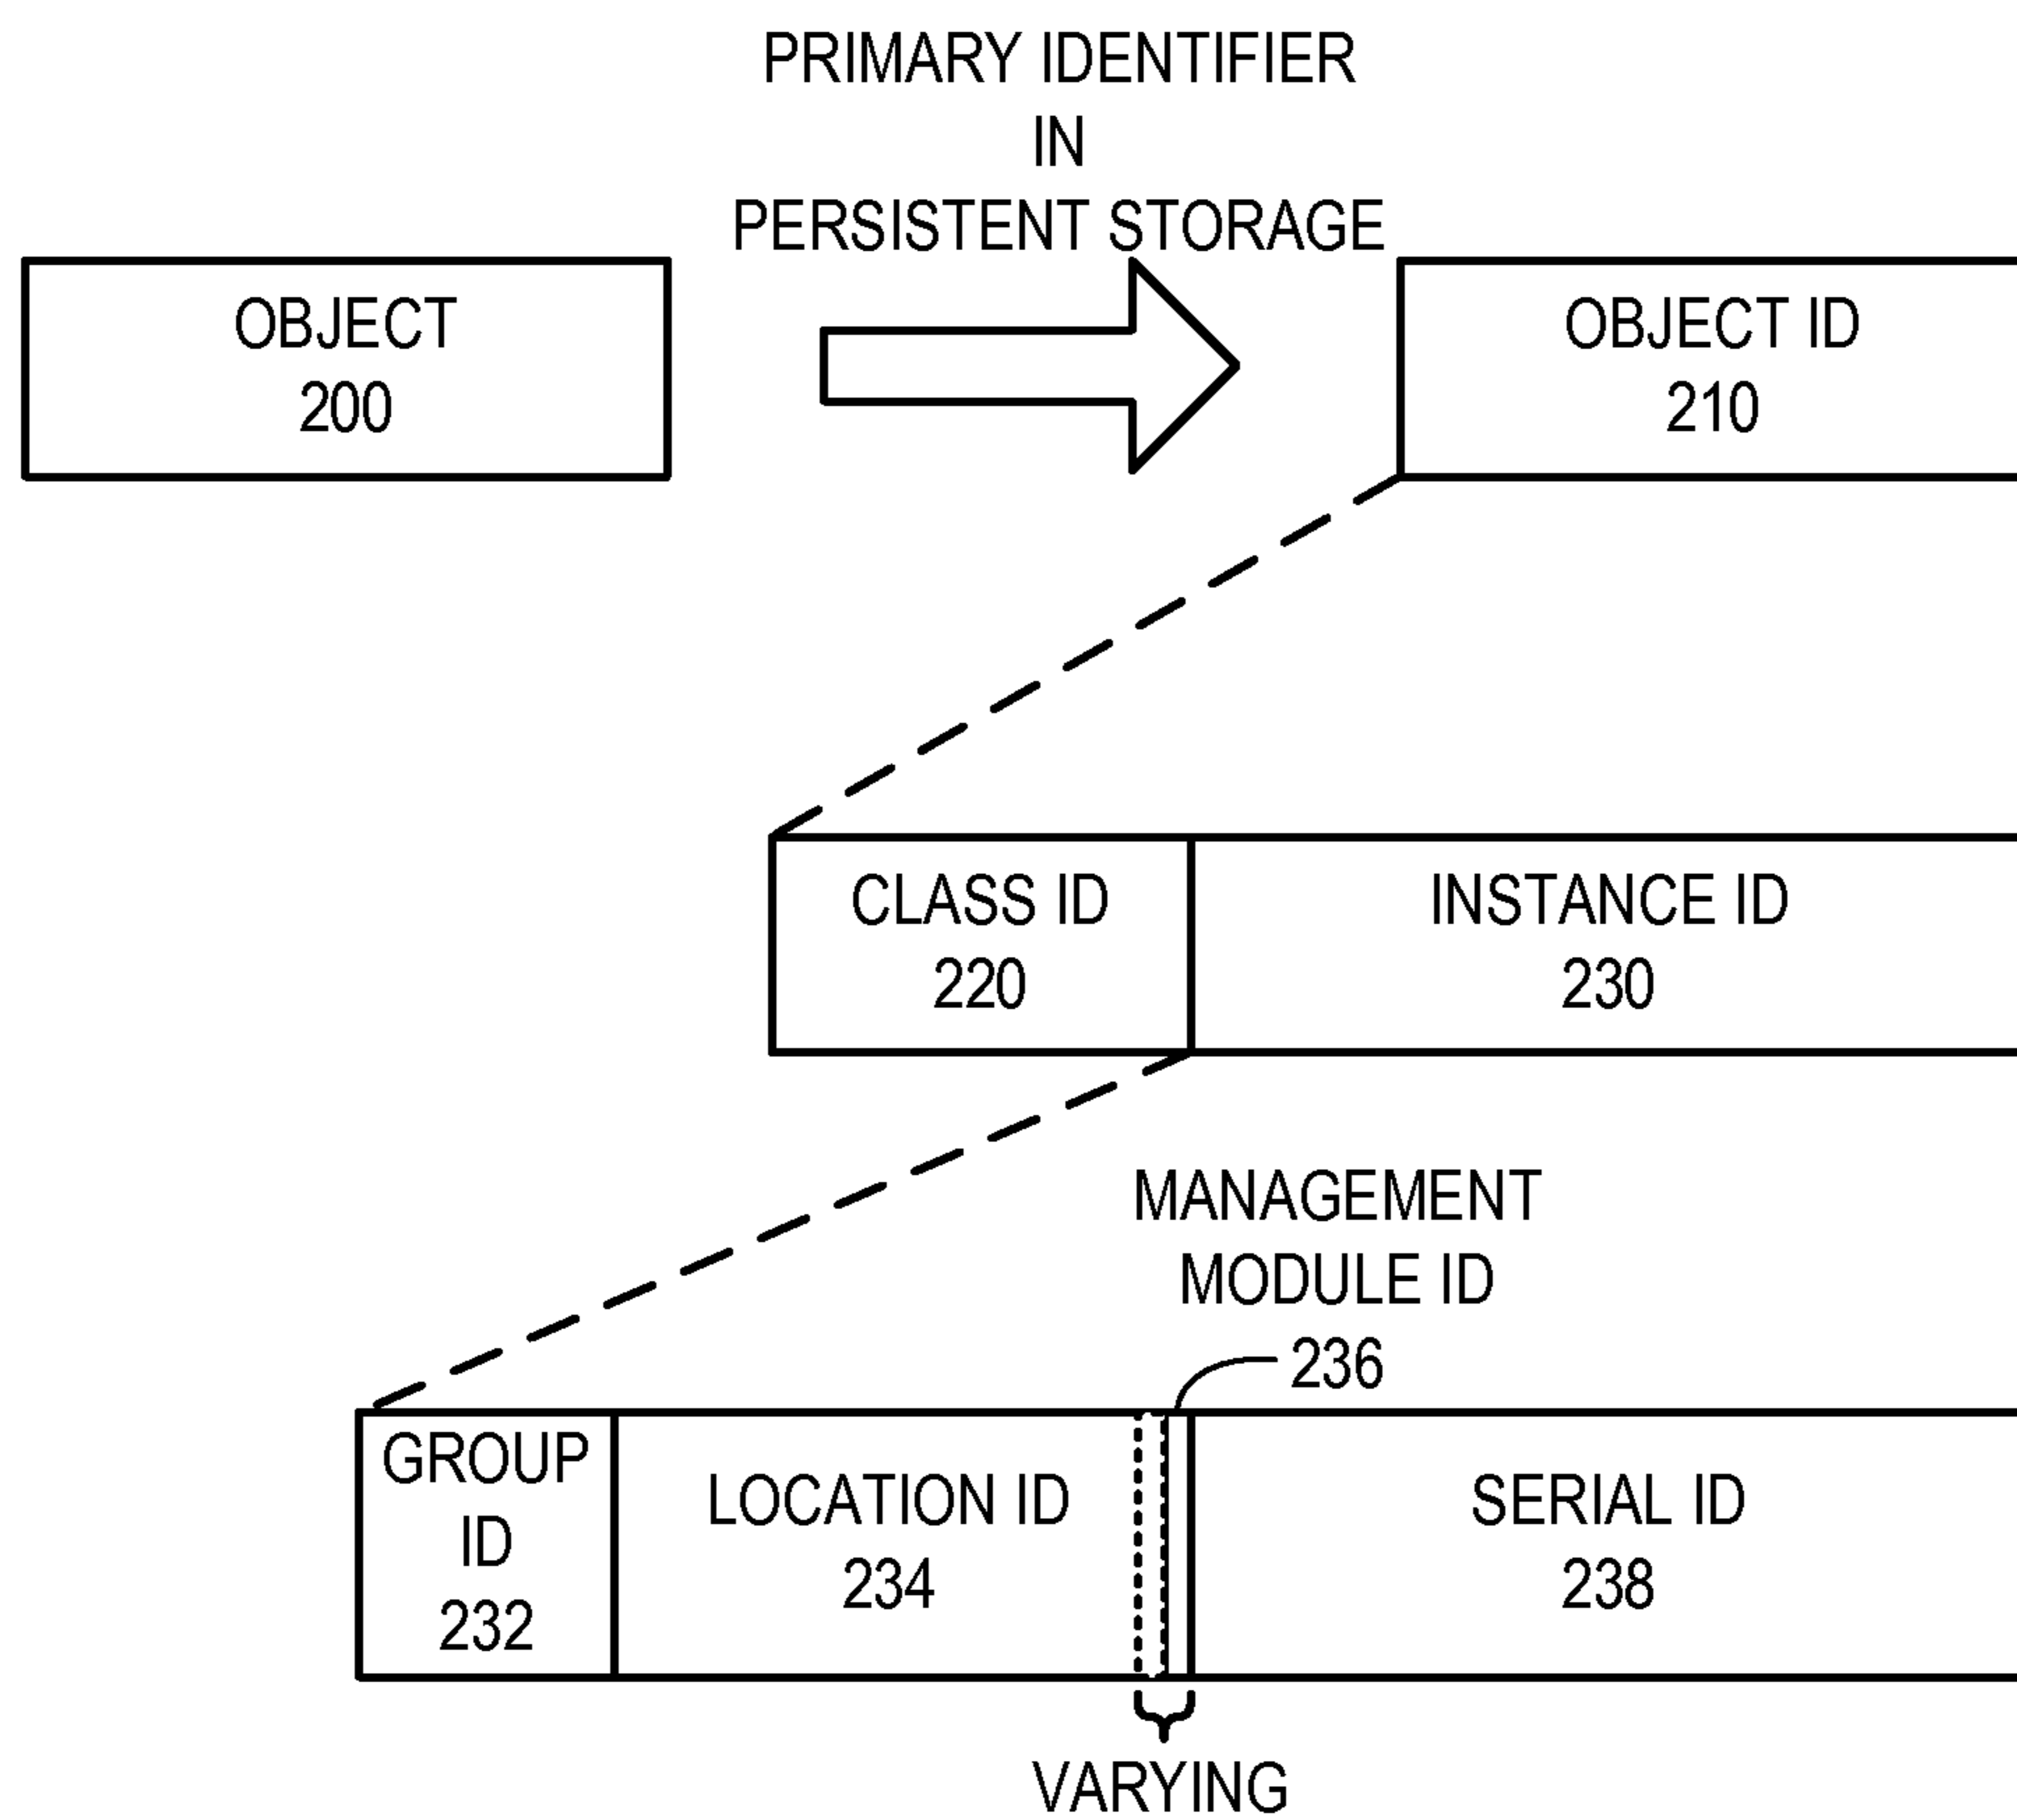 PRIMARY IDENTIFIER
IN
PERSISTENT STORAGE
OBJECT
200
OBJECT ID
210
CLASS ID
220
INSTANCE ID
230
MANAGEMENT
MODULE ID
236
GROUP
ID
232
LOCATION ID
234
SERIAL ID
238
VARYING